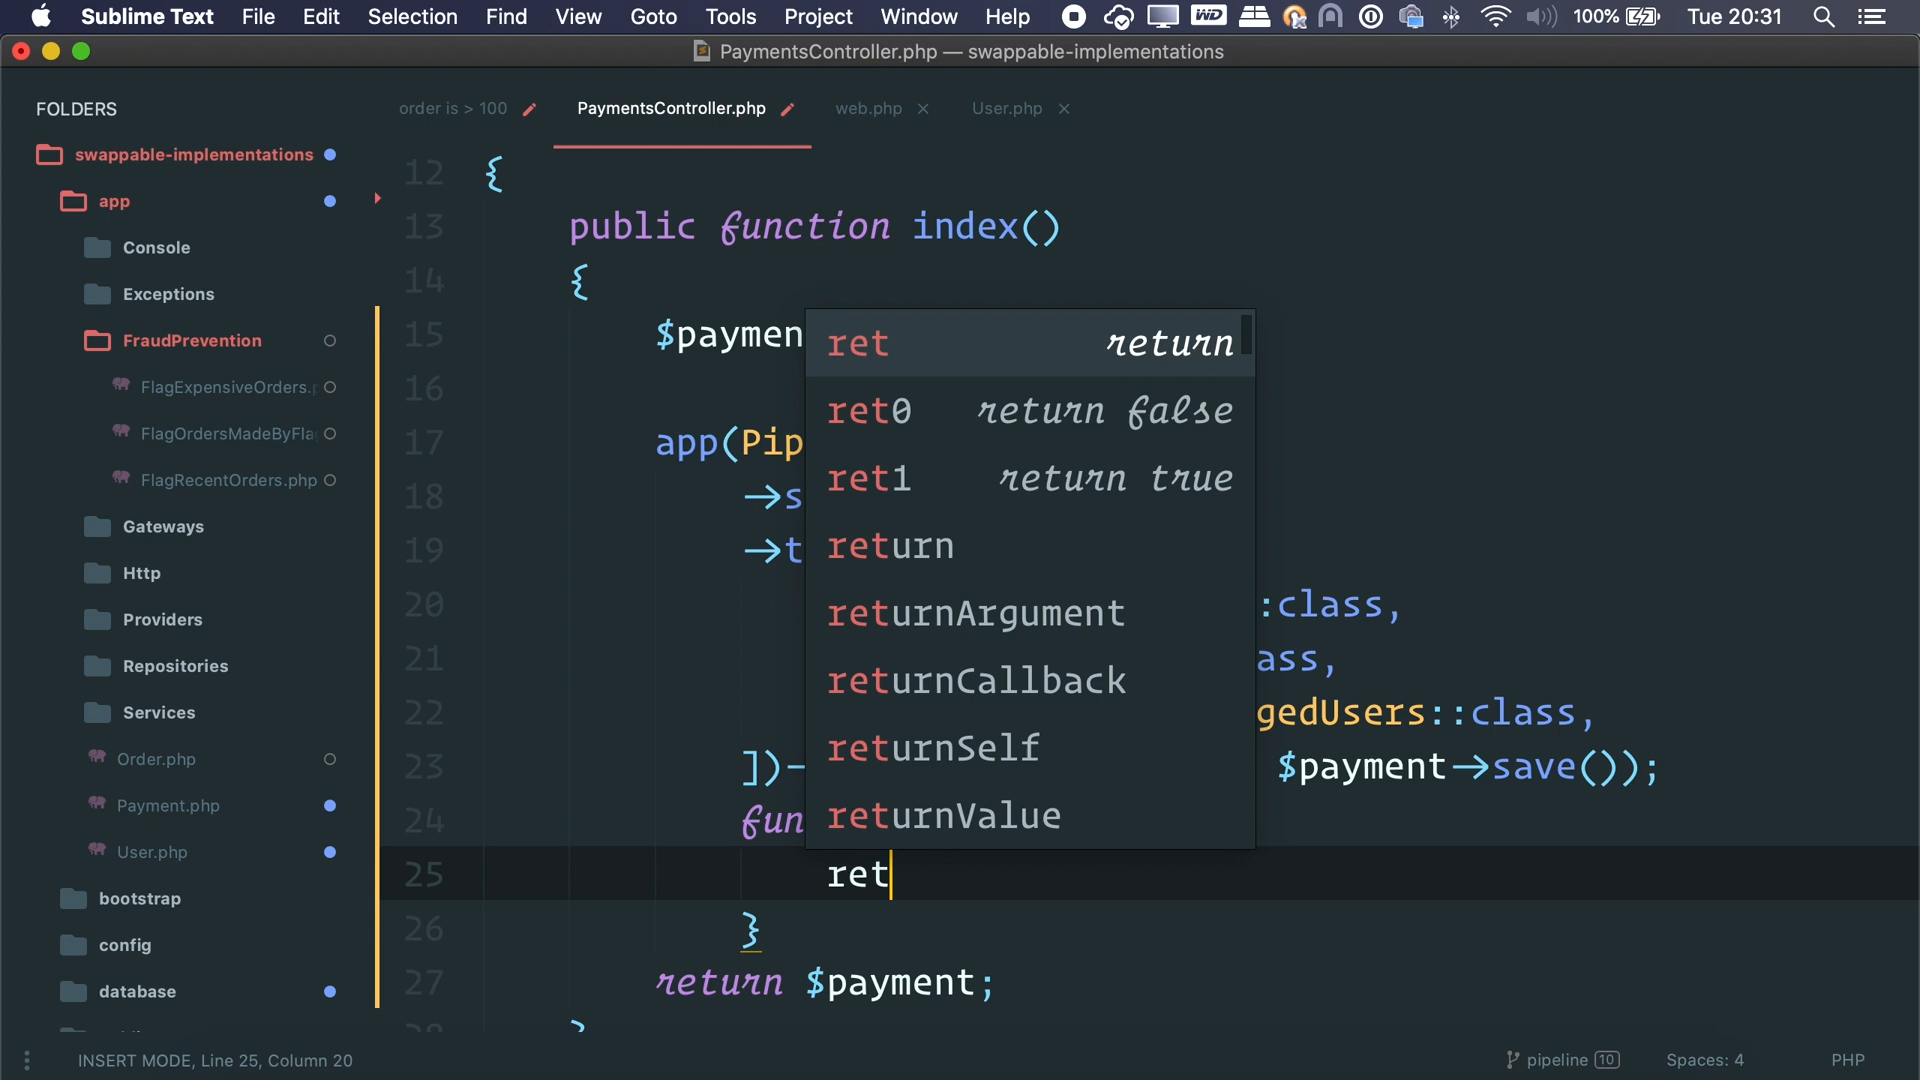 Sublime Text File Edit Selection Find View Goto Tools Project Window Help WD 100% Tue 20:31
PaymentsController.php — swappable-implementations
FOLDERS
swappable-implementations
app
Console
Exceptions
FraudPrevention
FlagExpensiveOrders.p
FlagOrdersMadeByFla
FlagRecentOrders.php
Gateways
Http
Providers
Repositories
Services
Order.php
Payment.php
User.php
bootstrap
config
database
order is > 100 PaymentsController.php web.php User.php
12 {
13 public function index()
14 {
15 $paymen
16
17 app(Pip
18 ->s
19 ->t
20 :class,
21 ass,
22 gedUsers::class,
23 ])- $payment->save());
24 fun
25 ret
26 }
27 return $payment;
28 }
ret return
ret0 return false
ret1 return true
return
returnArgument
returnCallback
returnSelf
returnValue
INSERT MODE, Line 25, Column 20 pipeline 10 Spaces: 4 PHP